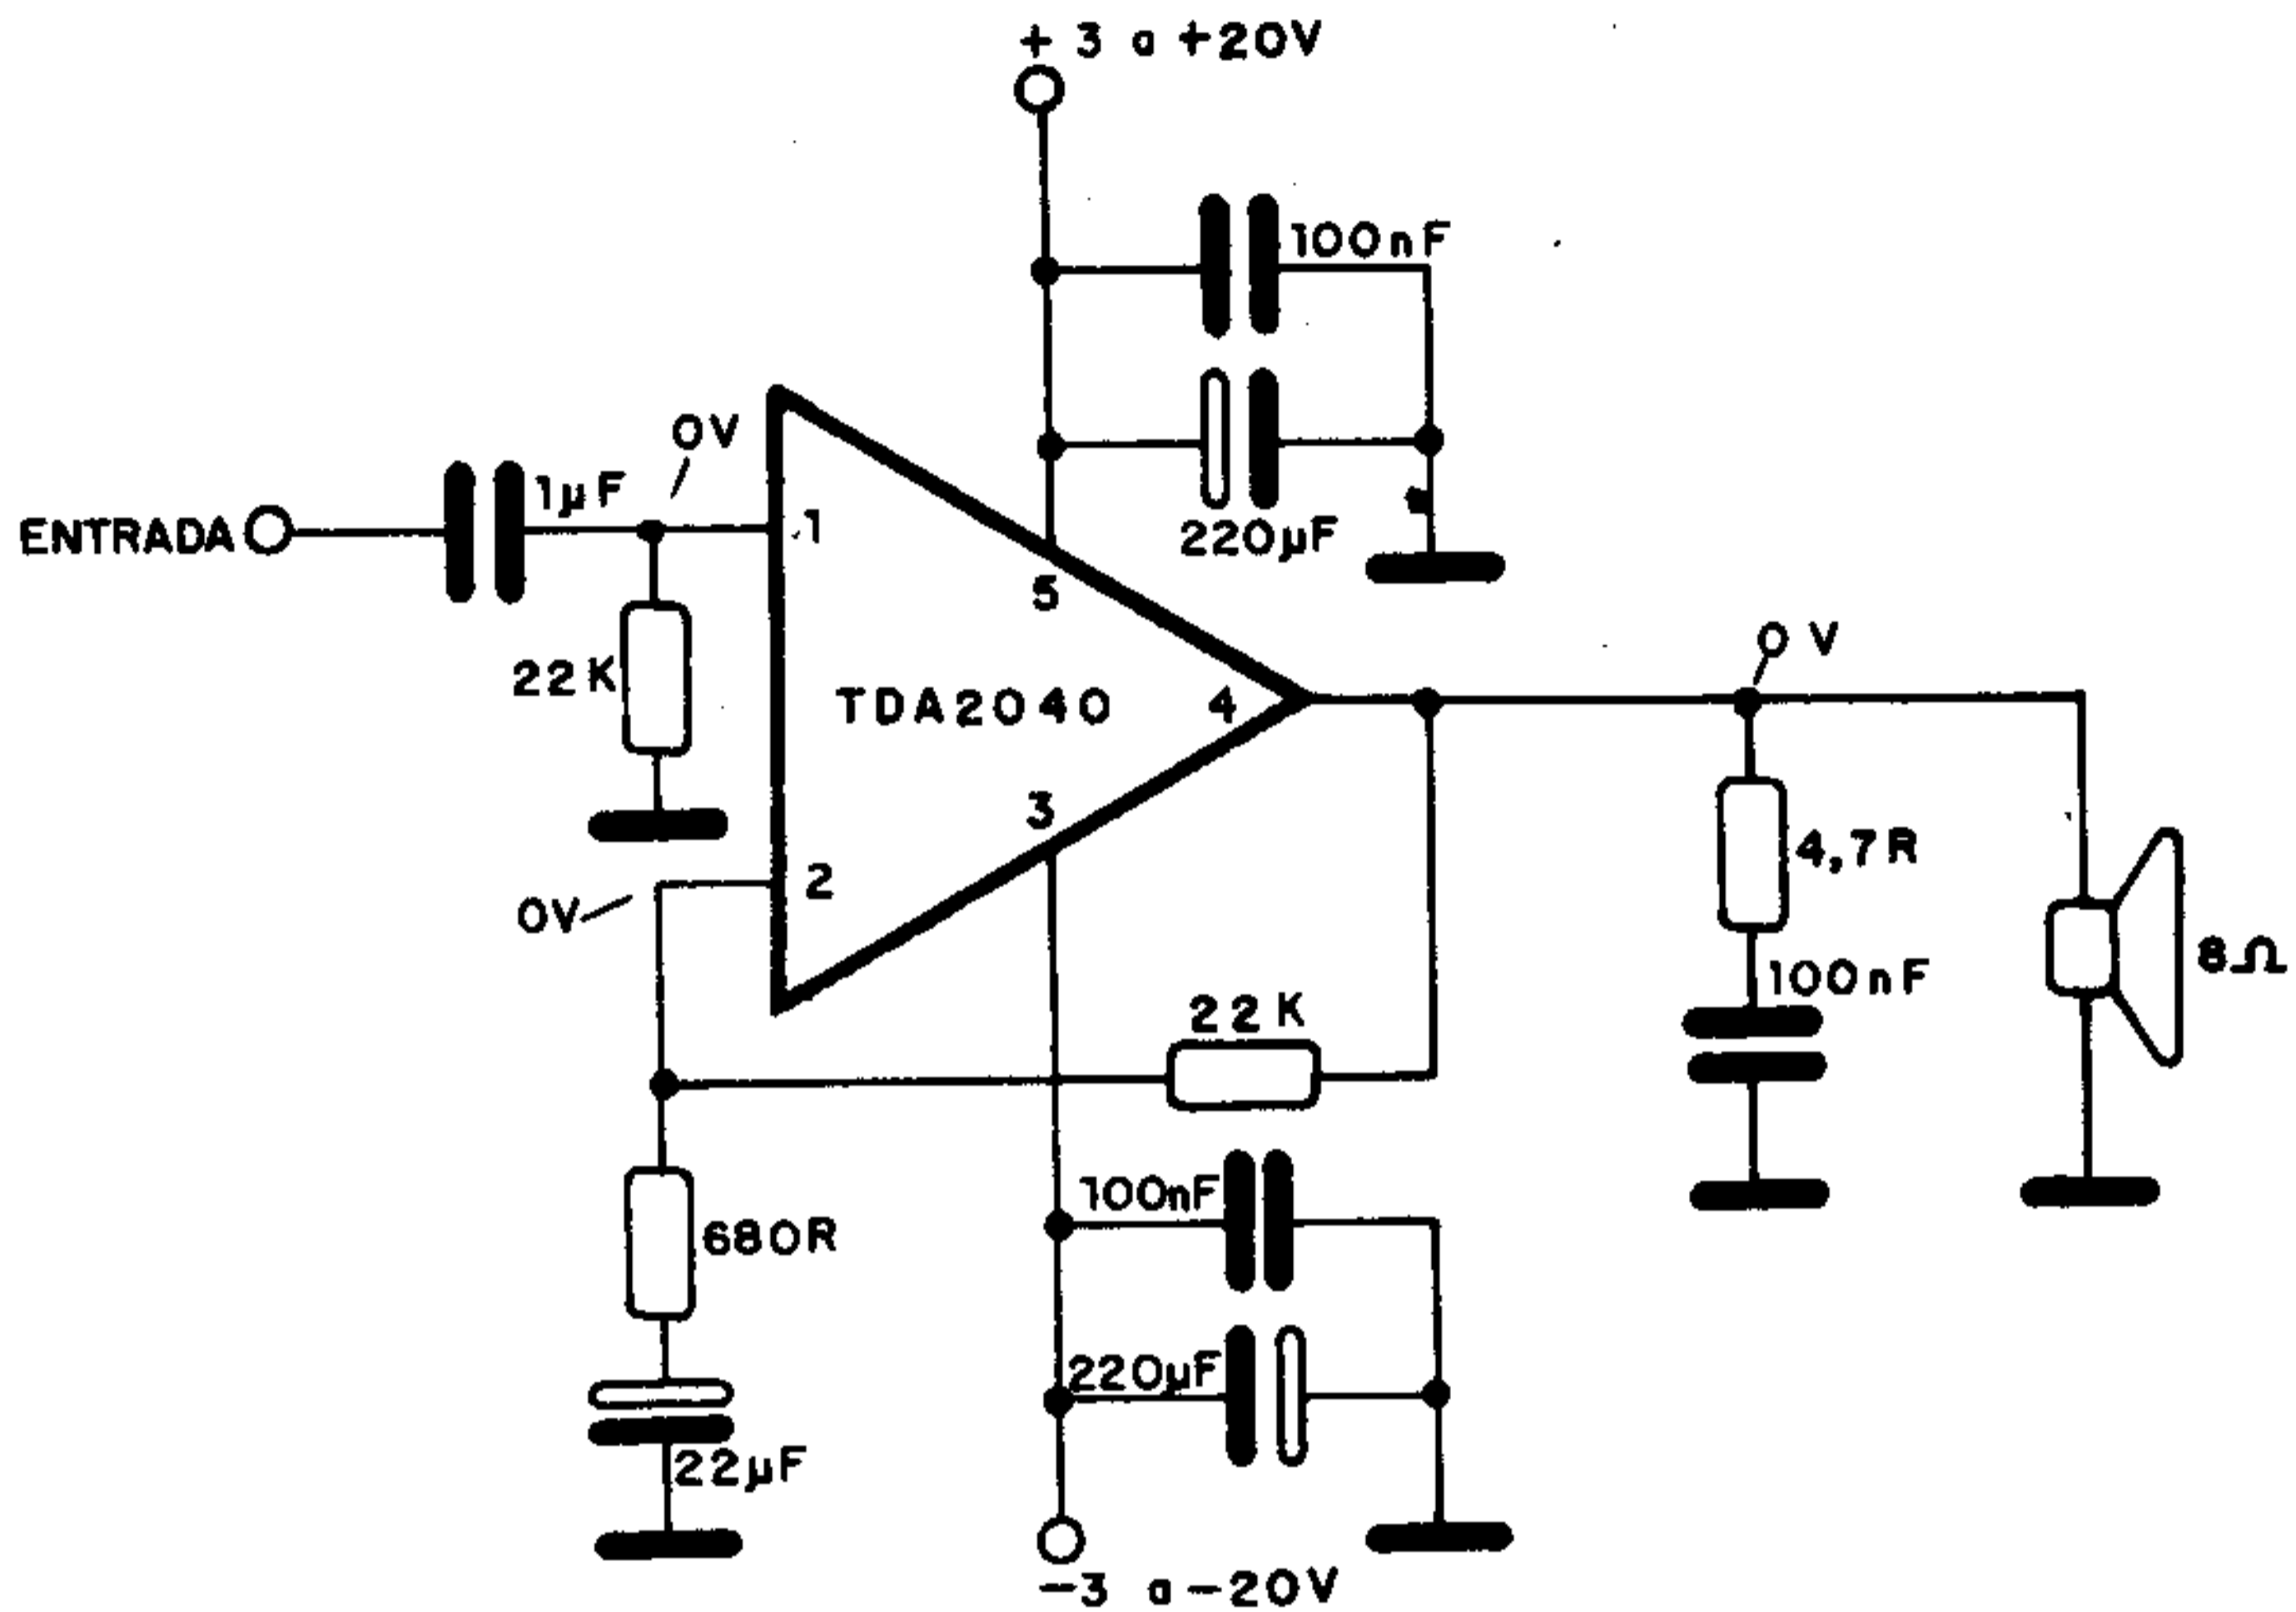 + 3 a +20V
100nF
0V
1µF
ENTRADA
1
220µF
5
0 V
22K
TDA2040
4
3
4,7R
2
0V
100nF
8Ω
22K
100nF
680R
220µF
22µF
-3 a -20V